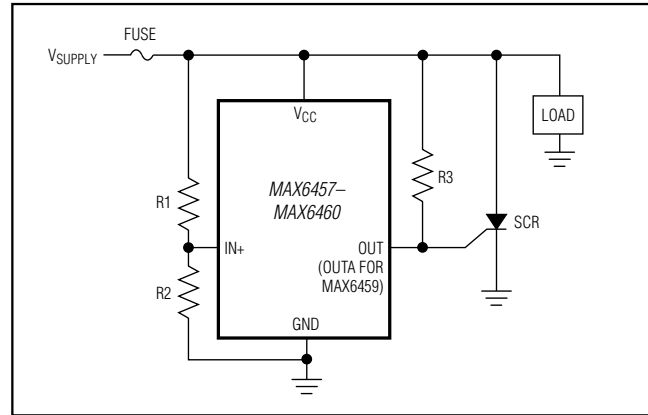 FUSE
VSUPPLY
VCC
LOAD
R1
MAX6457–
MAX6460
R3
SCR
IN+
OUT
(OUTA FOR
MAX6459)
R2
GND